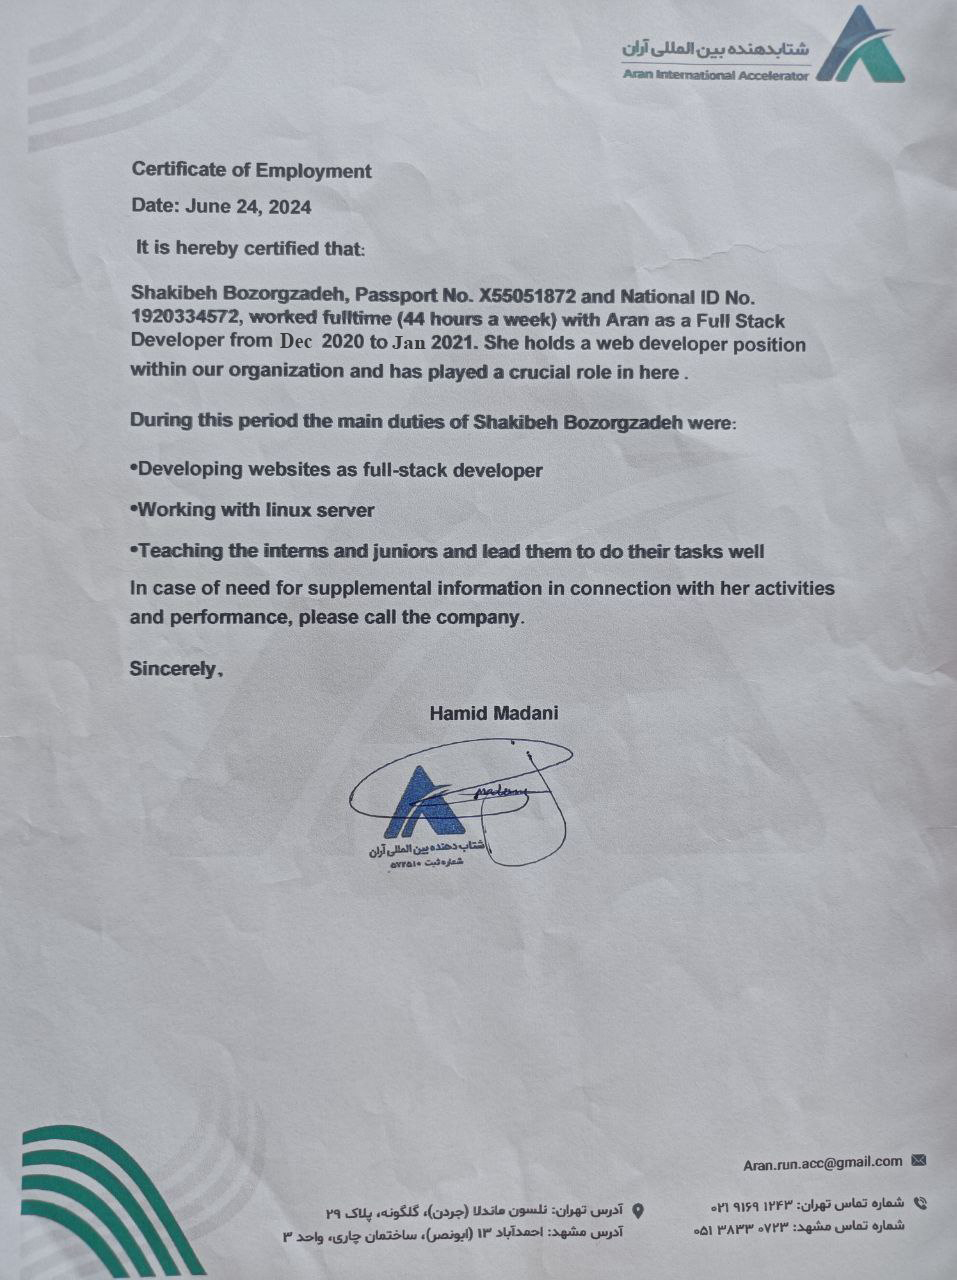 شتابدهنده بین المللی آران
Aran International Accelerator
Certificate of Employment
Date: June 24, 2024
It is hereby certified that:
Shakibeh Bozorgzadeh, Passport No. X55051872 and National ID No.
1920334572, worked fulltime (44 hours a week) with Aran as a Full Stack
Developer from Dec 2020 to Jan 2021. She holds a web developer position
within our organization and has played a crucial role in here .
During this period the main duties of Shakibeh Bozorgzadeh were:
•Developing websites as full-stack developer
•Working with linux server
•Teaching the interns and juniors and lead them to do their tasks well
In case of need for supplemental information in connection with her activities
and performance, please call the company.
Sincerely,
Hamid Madani
madani
شتاب دهنده بین المللی آران
شماره ثبت ۵۷۲۵۱۰
Aran.run.acc@gmail.com
شماره تماس تهران: ۱۲۴۳ ۹۱۶۹ ۰۲۱
شماره تماس مشهد: ۰۷۲۳ ۳۸۳۳ ۰۵۱
آدرس تهران: نلسون ماندلا (جردن)، گلگونه، پلاک ۲۹
آدرس مشهد: احمدآباد ۱۳ (ابونصر)، ساختمان چاری، واحد ۳